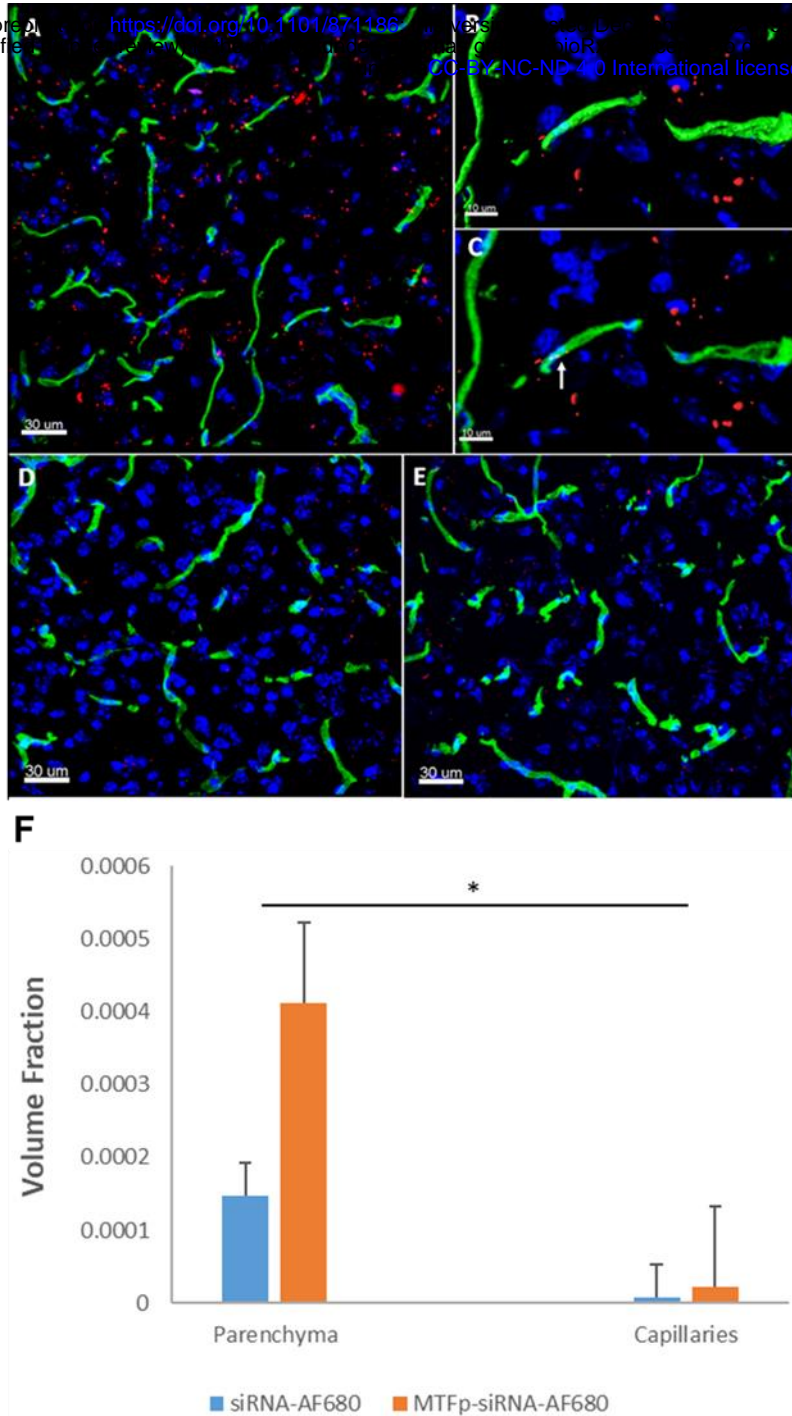 https://doi.org/10.1101/871186
CC-BY-NC-ND 4.0 International license
A
B
10 um
C
30 um
10 um
D
E
30 um
30 um
F
0.0006
*
0.0005
0.0004
0.0003
0.0002
0.0001
0
Volume Fraction
Parenchyma
Capillaries
siRNA-AF680
MTFp-siRNA-AF680